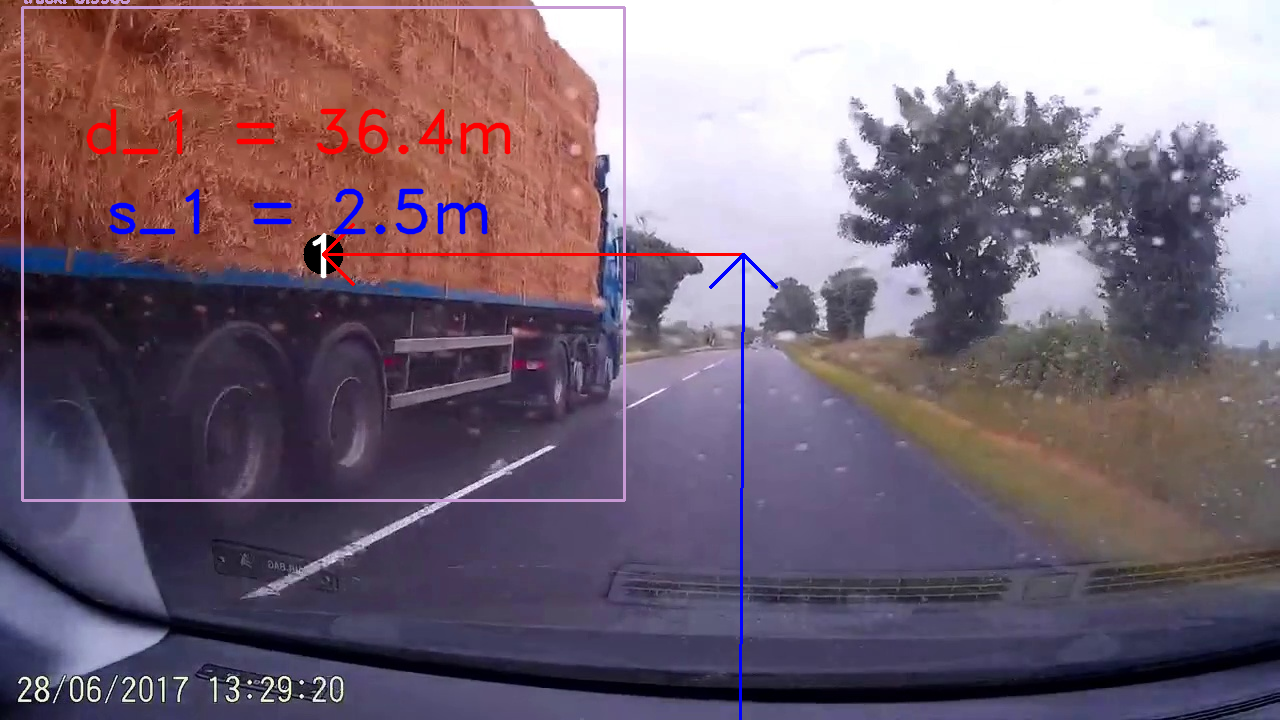 d_1 = 36.4m
s_1 = 2.5m
1
28/06/2017 13:29:20